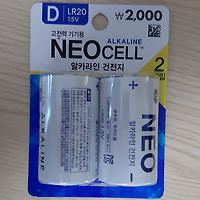 D LR20
1.5V
₩2,000
고전력 기기용
ALKALINE
NEOCELL™
알카라인 건전지
2
ALKALINE
NEO
알카라인 건전지
+
-